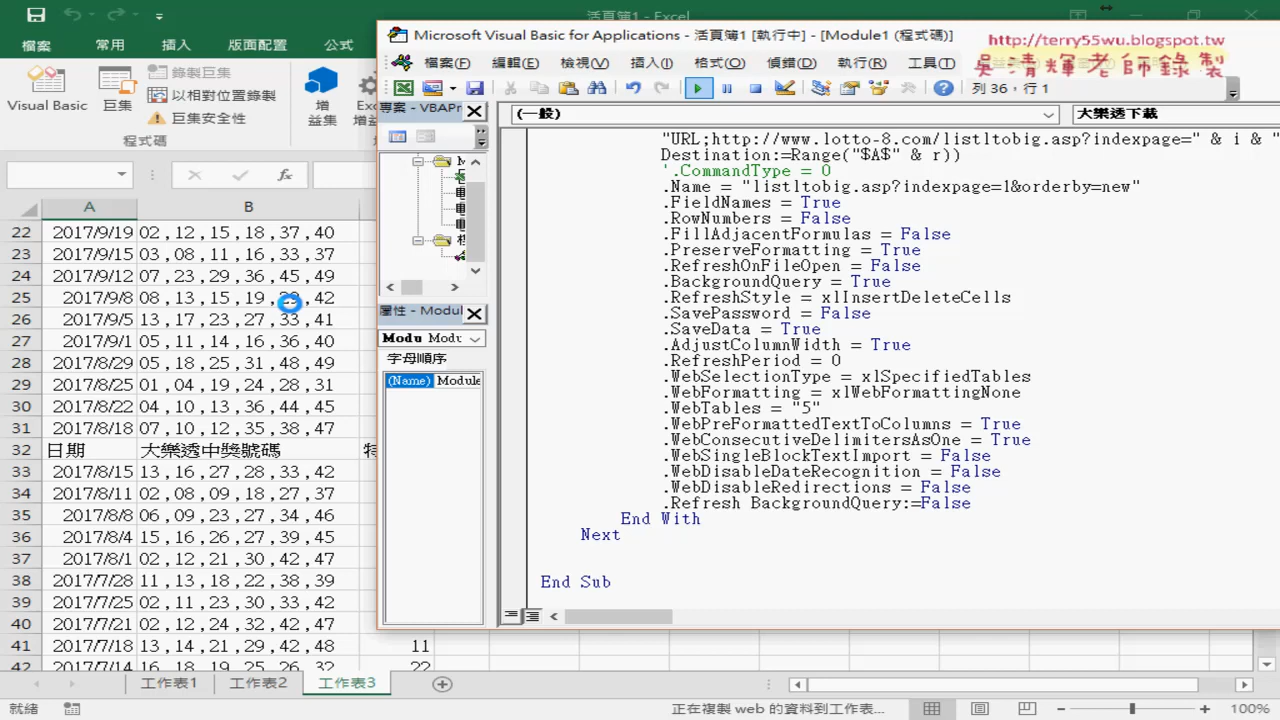 活頁簿1 - Excel
檔案 常用 插入 版面配置 公式
Visual Basic 巨集 錄製巨集 以相對位置錄製 巨集安全性
增益集
程式碼
Microsoft Visual Basic for Applications - 活頁簿1 [執行中] - [Module1 (程式碼)]
http://terry55wu.blogspot.tw
吳清輝老師錄製
檔案(F) 編輯(E) 檢視(V) 插入(I) 格式(O) 偵錯(D) 執行(R) 工具(T)
列 36，行 1
專案 - VBAPr
(一般) 大樂透下載
屬性 - Modul
Modu Modu
字母順序
(Name) Module
"URL;http://www.lotto-8.com/listltobig.asp?indexpage=" & i & "
Destination:=Range("$A$" & r))
'.CommandType = 0
.Name = "listltobig.asp?indexpage=1&orderby=new"
.FieldNames = True
.RowNumbers = False
.FillAdjacentFormulas = False
.PreserveFormatting = True
.RefreshOnFileOpen = False
.BackgroundQuery = True
.RefreshStyle = xlInsertDeleteCells
.SavePassword = False
.SaveData = True
.AdjustColumnWidth = True
.RefreshPeriod = 0
.WebSelectionType = xlSpecifiedTables
.WebFormatting = xlWebFormattingNone
.WebTables = "5"
.WebPreFormattedTextToColumns = True
.WebConsecutiveDelimitersAsOne = True
.WebSingleBlockTextImport = False
.WebDisableDateRecognition = False
.WebDisableRedirections = False
.Refresh BackgroundQuery:=False
End With
Next
End Sub
A B
22 2017/9/19 02 ,12 ,15 ,18 ,37 ,40
23 2017/9/15 03 ,08 ,11 ,16 ,33 ,37
24 2017/9/12 07 ,23 ,29 ,36 ,45 ,49
25 2017/9/8 08 ,13 ,15 ,19 ,42
26 2017/9/5 13 ,17 ,23 ,27 ,33 ,41
27 2017/9/1 05 ,11 ,14 ,16 ,36 ,40
28 2017/8/29 05 ,18 ,25 ,31 ,48 ,49
29 2017/8/25 01 ,04 ,19 ,24 ,28 ,31
30 2017/8/22 04 ,10 ,13 ,36 ,44 ,45
31 2017/8/18 07 ,10 ,12 ,35 ,38 ,47
32 日期 大樂透中獎號碼 特
33 2017/8/15 13 ,16 ,27 ,28 ,33 ,42
34 2017/8/11 02 ,08 ,09 ,18 ,27 ,37
35 2017/8/8 06 ,09 ,23 ,27 ,34 ,46
36 2017/8/4 15 ,16 ,26 ,27 ,39 ,45
37 2017/8/1 02 ,12 ,21 ,30 ,42 ,47
38 2017/7/28 11 ,13 ,18 ,22 ,38 ,39
39 2017/7/25 02 ,11 ,23 ,30 ,33 ,42
40 2017/7/21 02 ,12 ,24 ,32 ,42 ,47
41 2017/7/18 13 ,14 ,21 ,29 ,42 ,48 11
42 2017/7/14 16 ,18 ,19 ,25 ,26 ,32 22
工作表1 工作表2 工作表3
就緒 正在複製 web 的資料到工作表... 100%